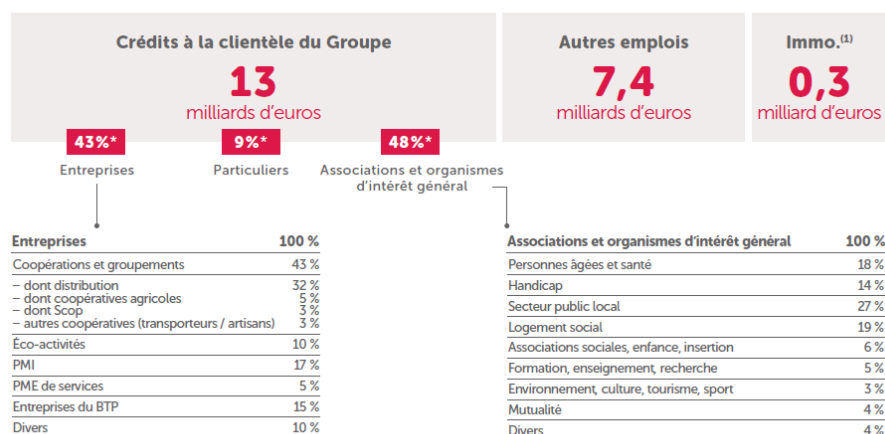 Crédits à la clientèle du Groupe
13
milliards d'euros
Autres emplois
7,4
milliards d'euros
Immo.(1)
0,3
milliard d'euros
43%*
Entreprises
9%*
Particuliers
48%*
Associations et organismes
d'intérêt général
Entreprises 100 %
Coopérations et groupements 43 %
– dont distribution 32 %
– dont coopératives agricoles 5 %
– dont Scop 3 %
– autres coopératives (transporteurs / artisans) 3 %
Éco-activités 10 %
PMI 17 %
PME de services 5 %
Entreprises du BTP 15 %
Divers 10 %
Associations et organismes d'intérêt général 100 %
Personnes âgées et santé 18 %
Handicap 14 %
Secteur public local 27 %
Logement social 19 %
Associations sociales, enfance, insertion 6 %
Formation, enseignement, recherche 5 %
Environnement, culture, tourisme, sport 3 %
Mutualité 4 %
Divers 4 %